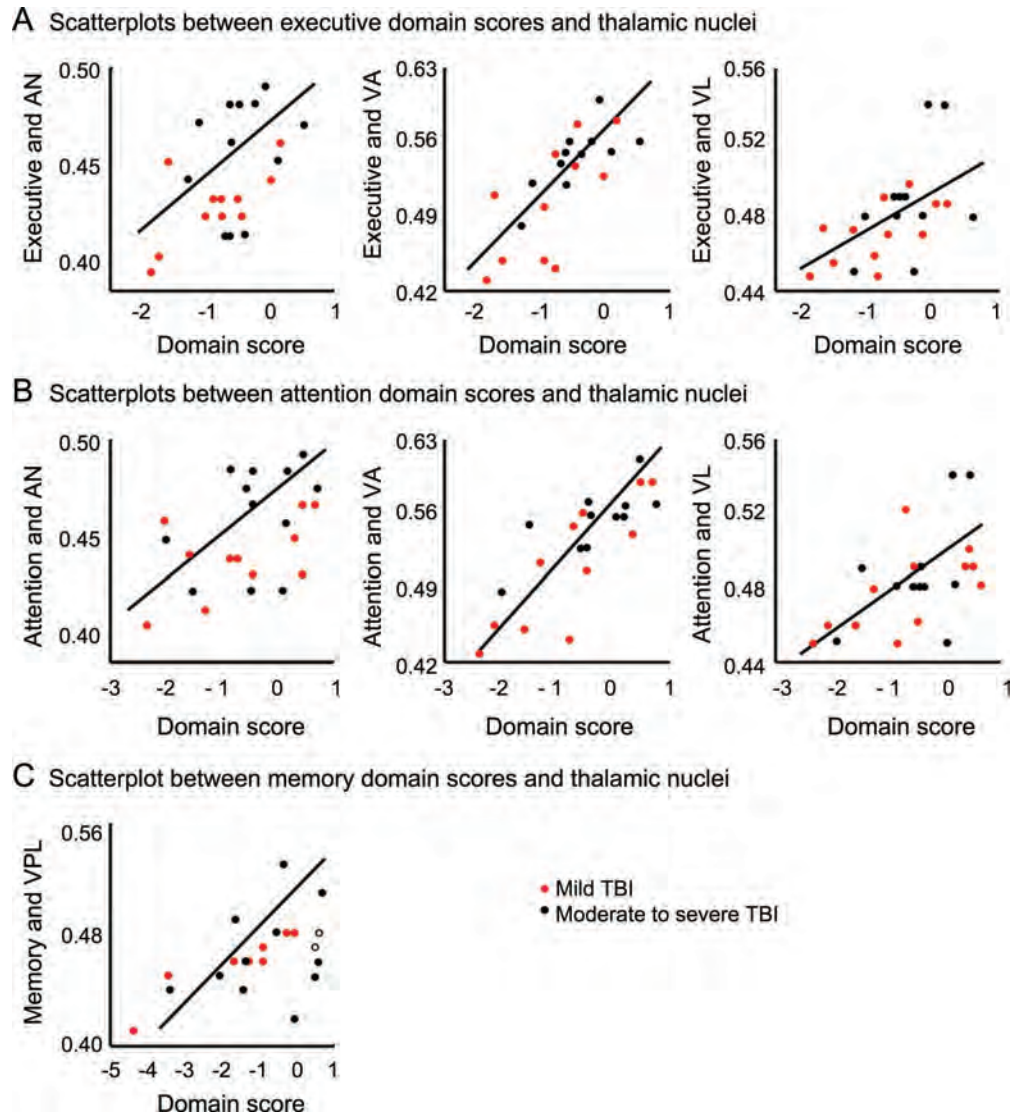 A Scatterplots between executive domain scores and thalamic nuclei
Executive and AN
0.50
0.45
0.40
-2 -1 0 1
Domain score
Executive and VA
0.63
0.56
0.49
0.42
-2 -1 0 1
Domain score
Executive and VL
0.56
0.52
0.48
0.44
-2 -1 0 1
Domain score
B Scatterplots between attention domain scores and thalamic nuclei
Attention and AN
0.50
0.45
0.40
-3 -2 -1 0 1
Domain score
Attention and VA
0.63
0.56
0.49
0.42
-3 -2 -1 0 1
Domain score
Attention and VL
0.56
0.52
0.48
0.44
-3 -2 -1 0 1
Domain score
C Scatterplot between memory domain scores and thalamic nuclei
Memory and VPL
0.56
0.48
0.40
-5 -4 -3 -2 -1 0 1
Domain score
Mild TBI
Moderate to severe TBI